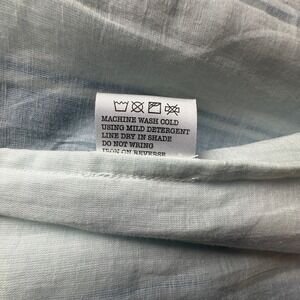 MACHINE WASH COLD
USING MILD DETERGENT
LINE DRY IN SHADE
DO NOT WRING
IRON ON REVERSE